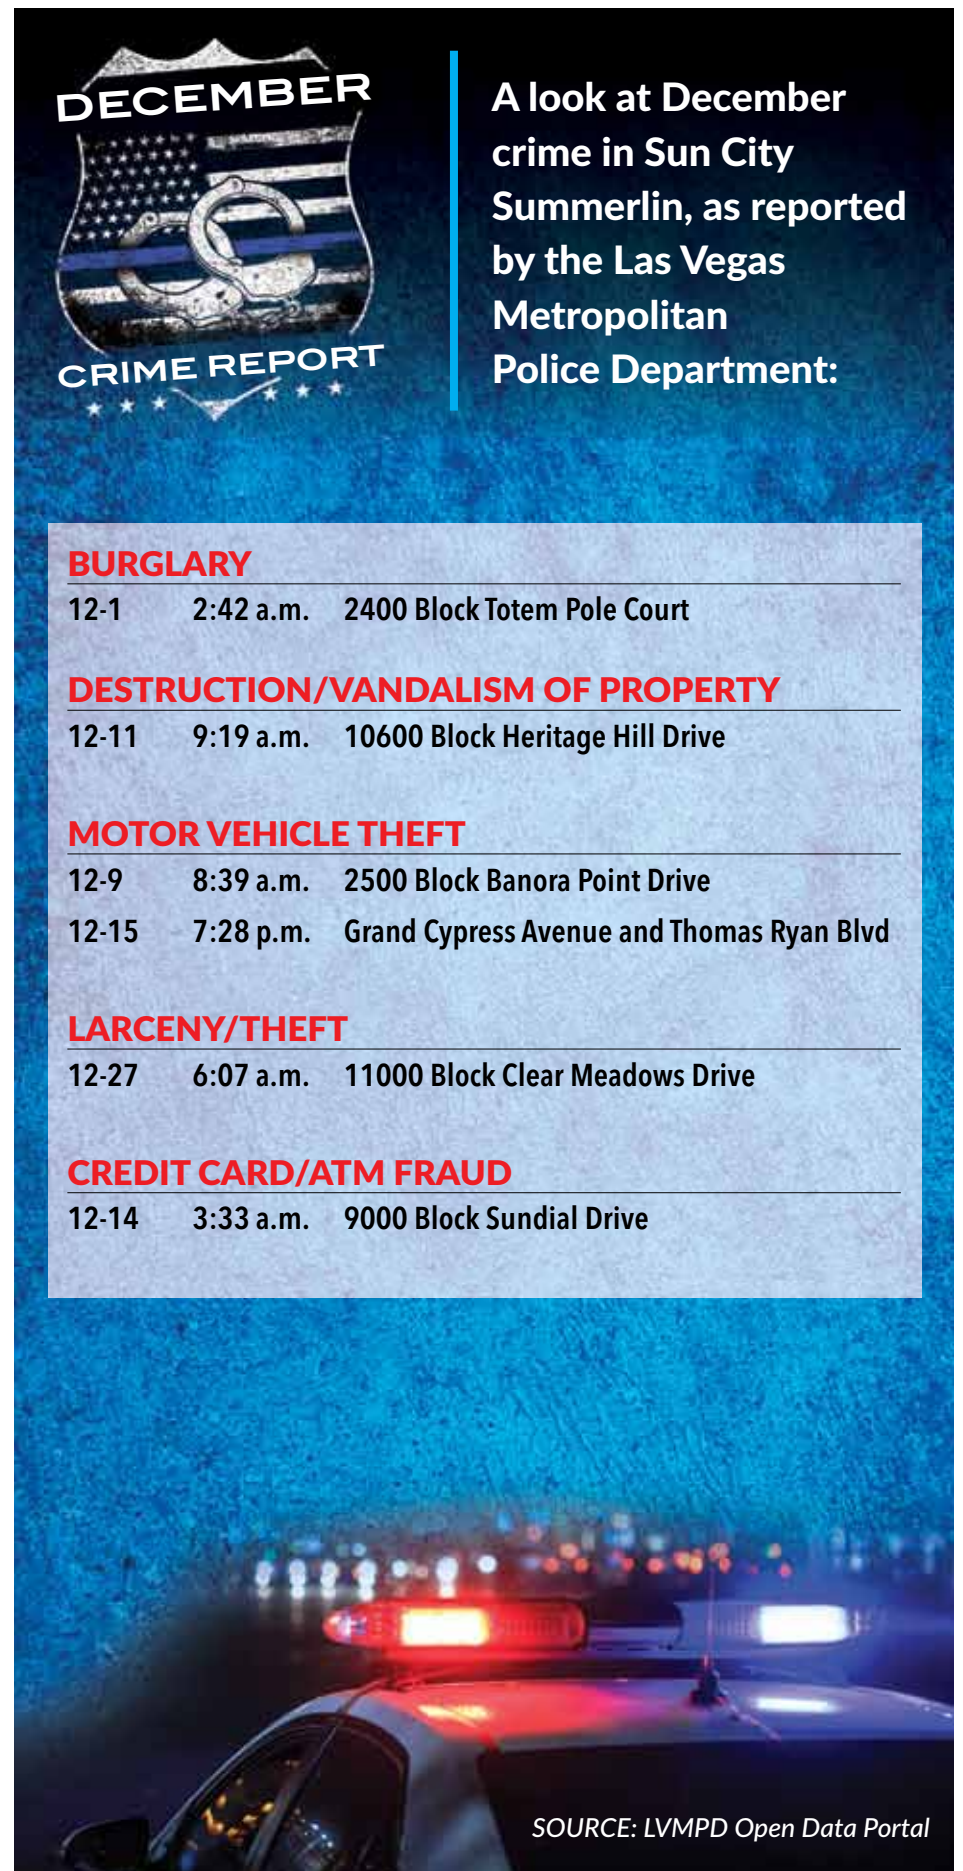 DECEMBER
CRIME REPORT
A look at December
crime in Sun City
Summerlin, as reported
by the Las Vegas
Metropolitan
Police Department:
BURGLARY
12-1 2:42 a.m. 2400 Block Totem Pole Court
DESTRUCTION/VANDALISM OF PROPERTY
12-11 9:19 a.m. 10600 Block Heritage Hill Drive
MOTOR VEHICLE THEFT
12-9 8:39 a.m. 2500 Block Banora Point Drive
12-15 7:28 p.m. Grand Cypress Avenue and Thomas Ryan Blvd
LARCENY/THEFT
12-27 6:07 a.m. 11000 Block Clear Meadows Drive
CREDIT CARD/ATM FRAUD
12-14 3:33 a.m. 9000 Block Sundial Drive
SOURCE: LVMPD Open Data Portal